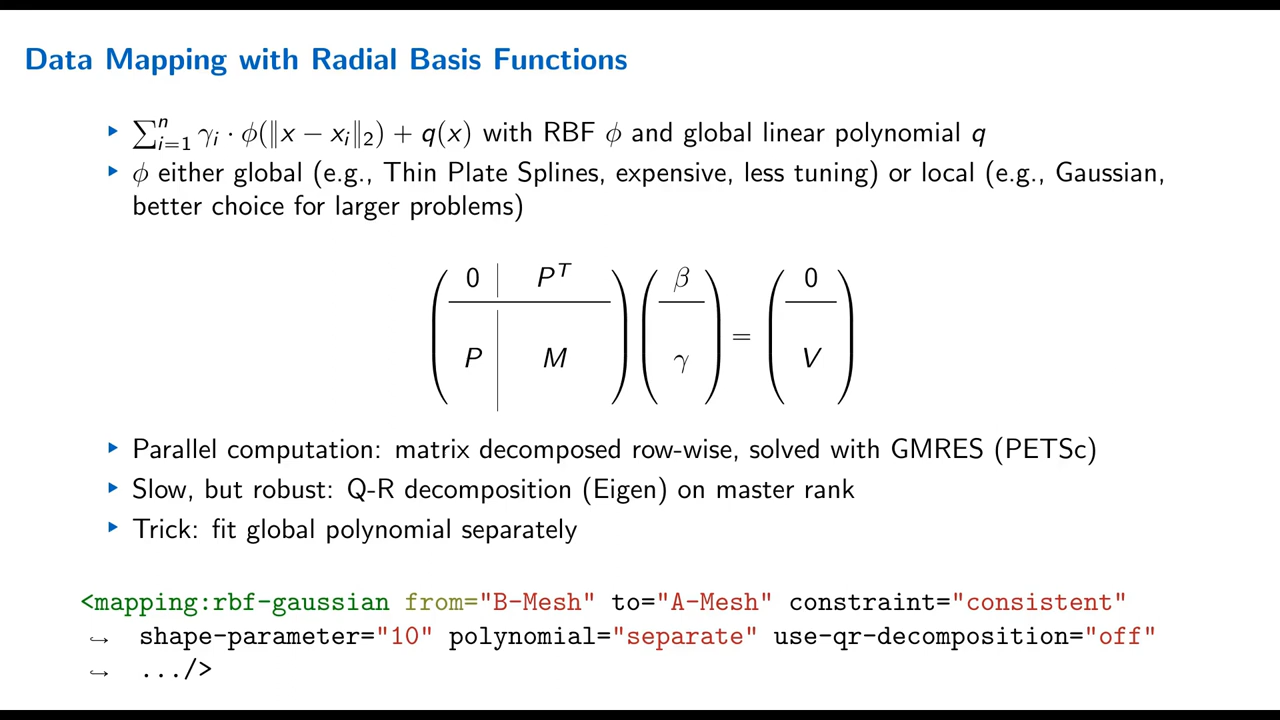 Data Mapping with Radial Basis Functions
▸ ∑ⁿᵢ₌₁ γᵢ · ϕ(‖x − xᵢ‖₂) + q(x) with RBF ϕ and global linear polynomial q
▸ ϕ either global (e.g., Thin Plate Splines, expensive, less tuning) or local (e.g., Gaussian,
better choice for larger problems)
0 | Pᵀ β 0
P | M γ = V
▸ Parallel computation: matrix decomposed row-wise, solved with GMRES (PETSc)
▸ Slow, but robust: Q-R decomposition (Eigen) on master rank
▸ Trick: fit global polynomial separately
<mapping:rbf-gaussian from="B-Mesh" to="A-Mesh" constraint="consistent"
↪ shape-parameter="10" polynomial="separate" use-qr-decomposition="off"
↪ .../>